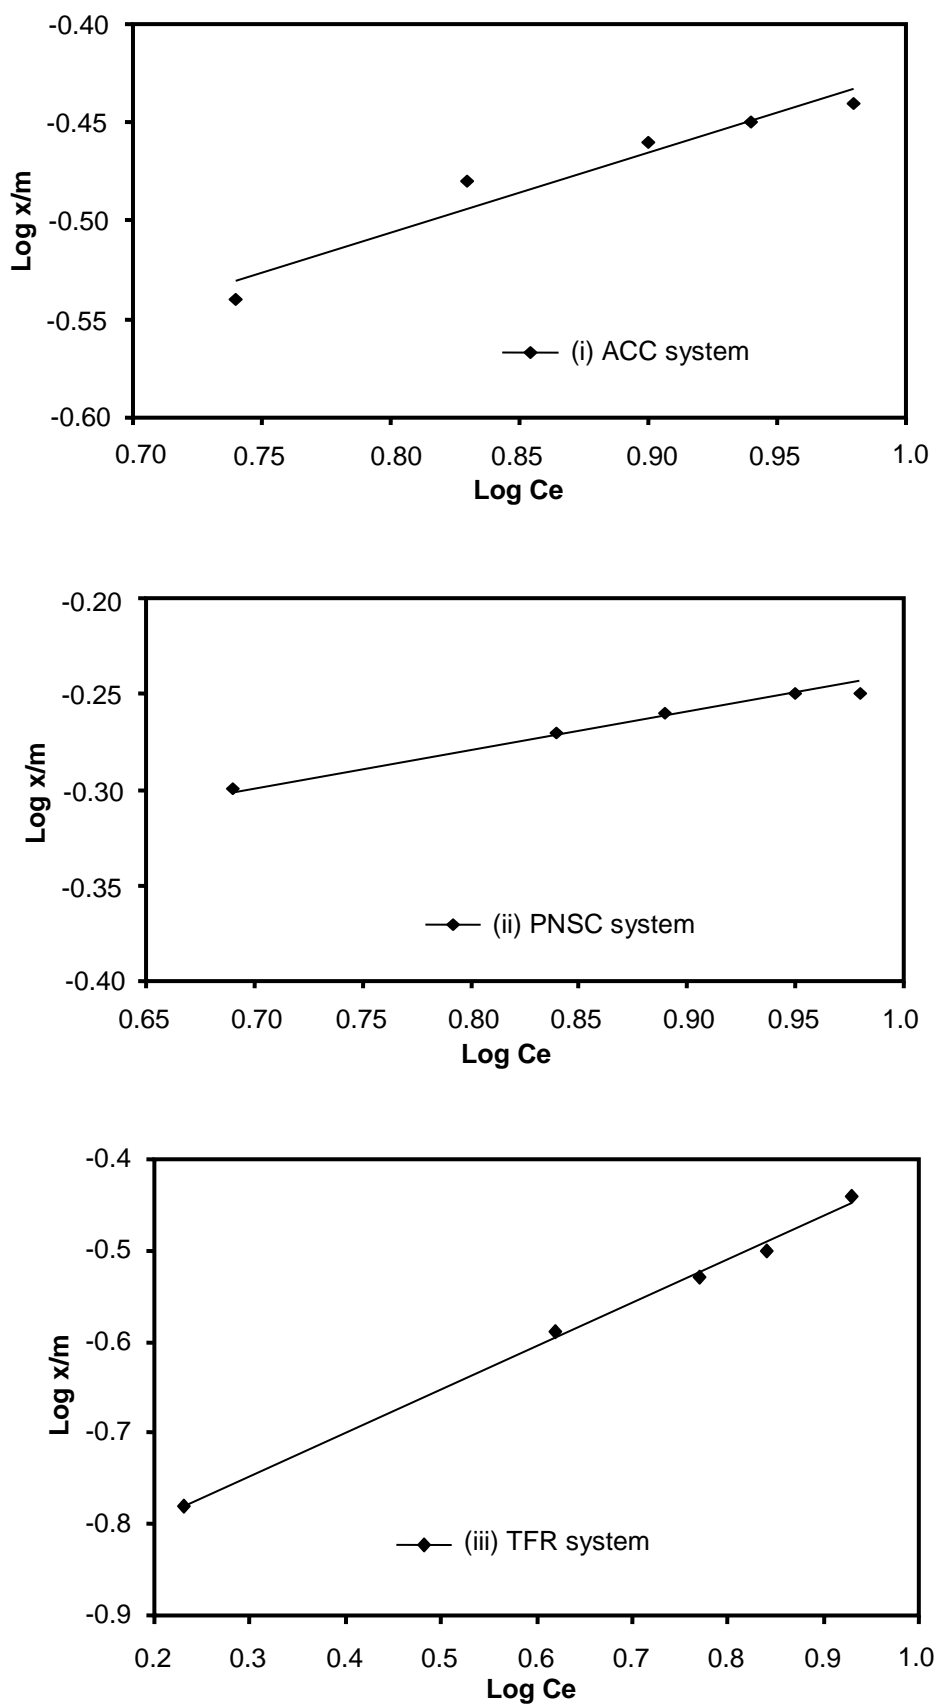 -0.40
-0.45
-0.50
-0.55
-0.60
Log x/m
(i) ACC system
0.70 0.75 0.80 0.85 0.90 0.95 1.0
Log Ce
-0.20
-0.25
-0.30
-0.35
-0.40
Log x/m
(ii) PNSC system
0.65 0.70 0.75 0.80 0.85 0.90 0.95 1.0
Log Ce
-0.4
-0.5
-0.6
-0.7
-0.8
-0.9
Log x/m
(iii) TFR system
0.2 0.3 0.4 0.5 0.6 0.7 0.8 0.9 1.0
Log Ce